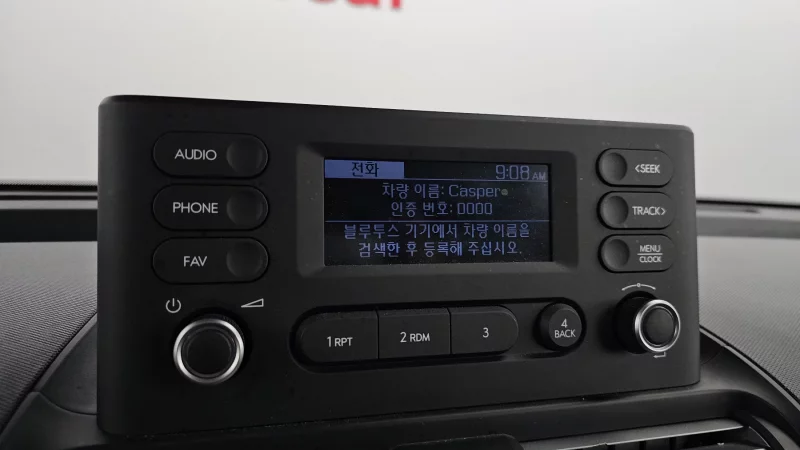 AUDIO
PHONE
FAV
전화 9:08 AM
차량 이름: Casper
인증 번호: 0000
블루투스 기기에서 차량 이름을
검색한 후 등록해 주십시오.
<SEEK
TRACK>
MENU
CLOCK
1 RPT
2 RDM
3
4
BACK